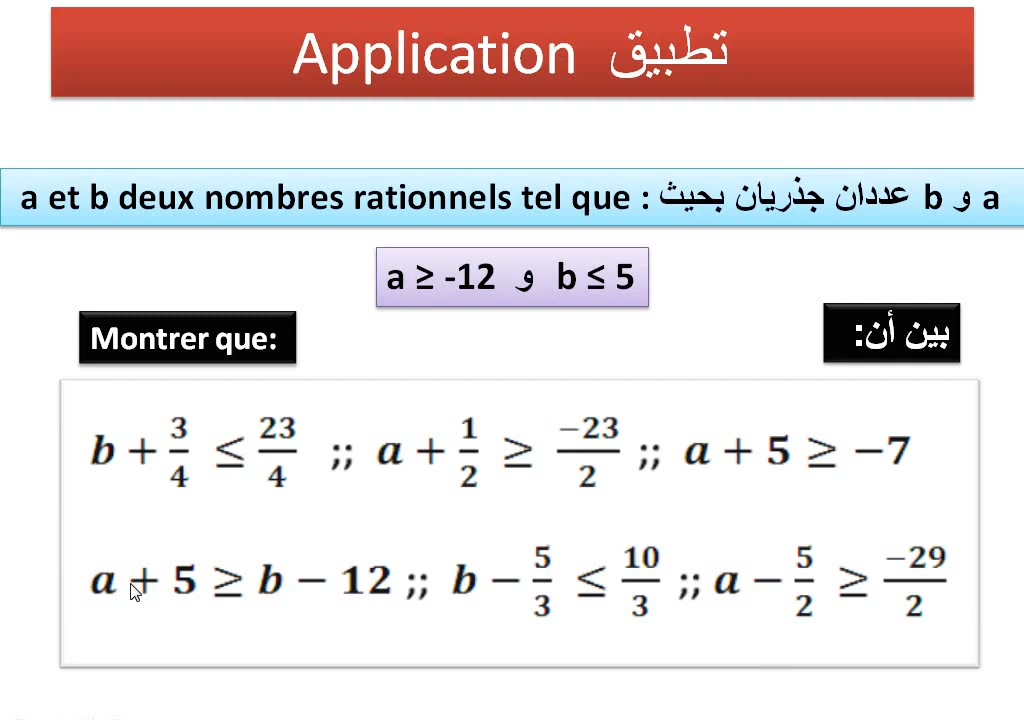 Application تطبيق
a et b deux nombres rationnels tel que : عددان جذريان بحيث b و a
a ≥ -12 و b ≤ 5
Montrer que: بين أن:
b + 3/4 ≤ 23/4 ;; a + 1/2 ≥ -23/2 ;; a + 5 ≥ -7
a + 5 ≥ b - 12 ;; b - 5/3 ≤ 10/3 ;; a - 5/2 ≥ -29/2